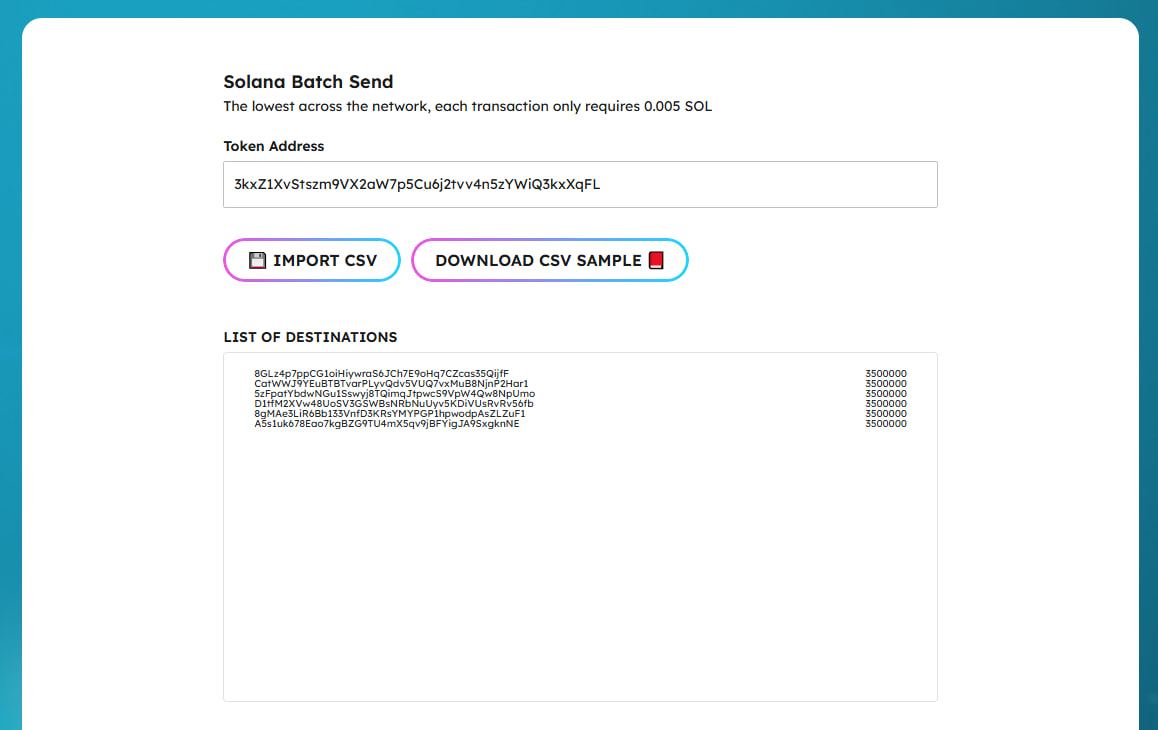 Solana Batch Send
The lowest across the network, each transaction only requires 0.005 SOL
Token Address
3kxZ1XvStszm9VX2aW7p5Cu6j2tvv4n5zYWiQ3kxXqFL
IMPORT CSV DOWNLOAD CSV SAMPLE
LIST OF DESTINATIONS
8GLz4p7ppCG1oiHiywraS6JCh7E9oHq7CZcas35QijfF 3500000
CatWWJ9YEuBTBTvarPLyvQdv5VUQ7vxMuB8NjnP2Har1 3500000
5zFpatYbdwNGu1Sswyj8TQimqJtpwcS9VpW4Qw8NpUmo 3500000
D1tfM2XVw48UoSV3GSWBsNRbNuUyv5KDiVUsRvRv56fb 3500000
8gMAe3LiR6Bb133VnfD3KRsYMYPGP1hpwodpAsZLZuF1 3500000
A5s1uk678Eao7kgBZG9TU4mX5qv9jBFYigJA9SxgknNE 3500000